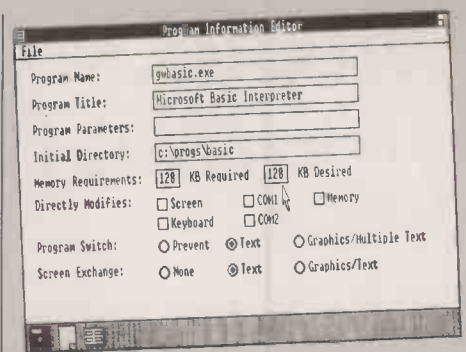 Program Information Editor
File
Program Name: gwbasic.exe
Program Title: Microsoft Basic Interpreter
Program Parameters:
Initial Directory: c:\progs\basic
Memory Requirements: 128 KB Required 128 KB Desired
Directly Modifies: Screen COM1 Memory
Keyboard COM2
Program Switch: Prevent Text Graphics/Multiple Text
Screen Exchange: None Text Graphics/Text